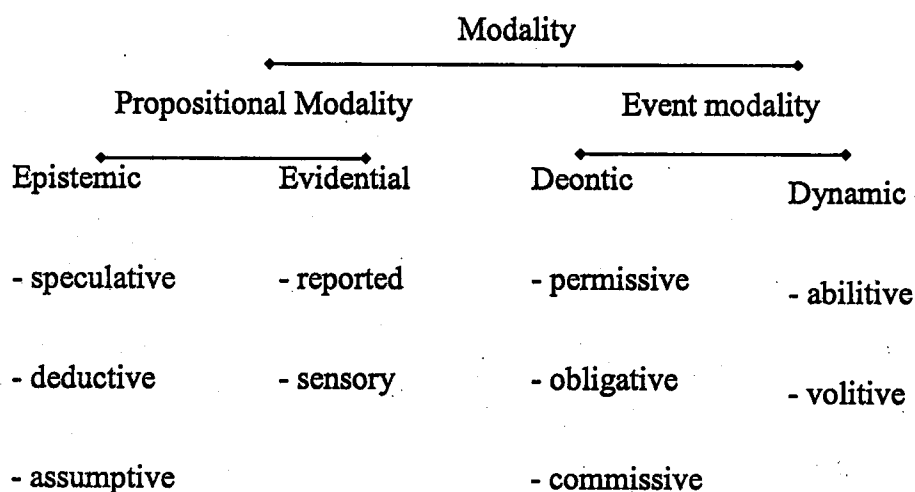 Modality
Propositional Modality Event modality
Epistemic Evidential Deontic Dynamic
- speculative - reported - permissive - abilitive
- deductive - sensory - obligative - volitive
- assumptive - commissive